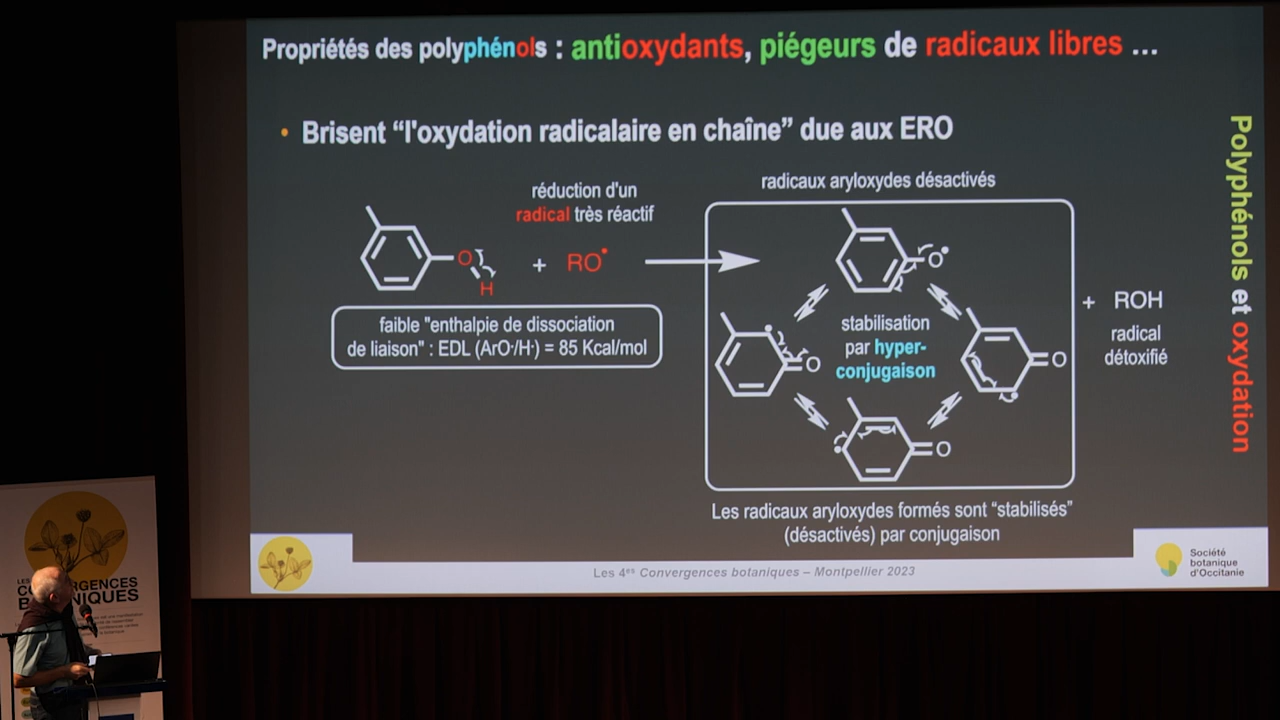 Propriétés des polyphénols : antioxydants, piégeurs de radicaux libres ...
• Brisent “l'oxydation radicalaire en chaîne” due aux ERO
réduction d'un
radical très réactif
O
H
+ RO•
faible "enthalpie de dissociation
de liaison" : EDL (ArO·/H·) = 85 Kcal/mol
radicaux aryloxydes désactivés
O•
O
O
O
stabilisation
par hyper-
conjugaison
+ ROH
radical
détoxifié
Les radicaux aryloxydes formés sont “stabilisés”
(désactivés) par conjugaison
Polyphénols et oxydation
Les 4es Convergences botaniques – Montpellier 2023
Société
botanique
d'Occitanie
LES